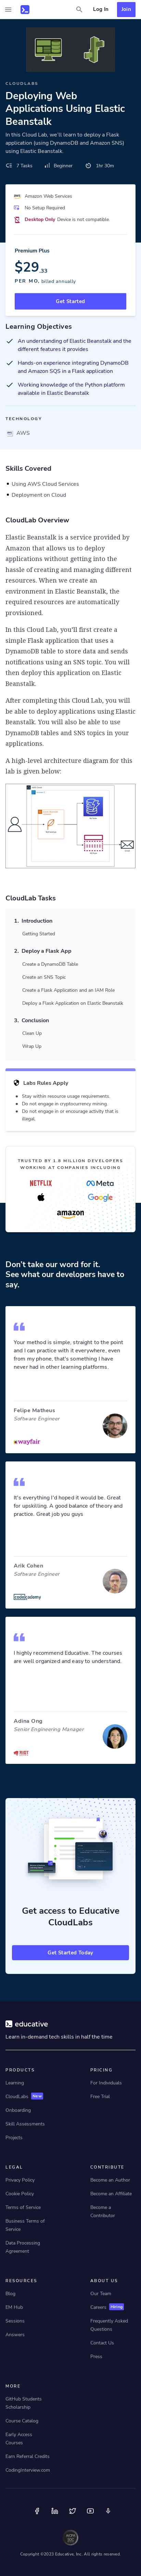 Log In
Join
CLOUDLABS
Deploying Web
Applications Using Elastic
Beanstalk
In this Cloud Lab, we'll learn to deploy a Flask
application (using DynamoDB and Amazon SNS)
using Elastic Beanstalk.
7 Tasks
Beginner
1hr 30m
Amazon Web Services
No Setup Required
Desktop Only Device is not compatible.
Premium Plus
$29.33
PER MO, billed annually
Get Started
Learning Objectives
An understanding of Elastic Beanstalk and the
different features it provides
Hands-on experience integrating DynamoDB
and Amazon SQS in a Flask application
Working knowledge of the Python platform
available in Elastic Beanstalk
TECHNOLOGY
AWS
Skills Covered
Using AWS Cloud Services
Deployment on Cloud
CloudLab Overview
Elastic Beanstalk is a service provided by
Amazon that allows us to deploy
applications without getting into the
hassle of creating and managing different
resources. When we create an
environment in Elastic Beanstalk, the
required resources are automatically
provisioned.
In this Cloud Lab, you'll first create a
simple Flask application that uses a
DynamoDB table to store data and sends
notifications using an SNS topic. You will
then deploy this application on Elastic
Beanstalk.
After completing this Cloud Lab, you will
be able to deploy applications using Elastic
Beanstalk. You will also be able to use
DynamoDB tables and SNS topics in your
applications.
A high-level architecture diagram for this
lab is given below:
CloudLab Tasks
1. Introduction
Getting Started
2. Deploy a Flask App
Create a DynamoDB Table
Create an SNS Topic
Create a Flask Application and an IAM Role
Deploy a Flask Application on Elastic Beanstalk
3. Conclusion
Clean Up
Wrap Up
Labs Rules Apply
Stay within resource usage requirements.
Do not engage in cryptocurrency mining.
Do not engage in or encourage activity that is
illegal.
TRUSTED BY 1.8 MILLION DEVELOPERS
WORKING AT COMPANIES INCLUDING
NETFLIX
Meta
Google
amazon
Don't take our word for it.
See what our developers have to
say.
Your method is simple, straight to the point
and I can practice with it everywhere, even
from my phone, that's something I have
never had in other learning platforms.
Felipe Matheus
Software Engineer
wayfair
It's everything I'd hoped it would be. Great
for upskilling. A good balance of theory and
practice. Great job you guys.
Arik Cohen
Software Engineer
codecademy
I highly recommend Educative. The courses
are well organized and easy to understand.
Adina Ong
Senior Engineering Manager
RIOT
Get access to Educative
CloudLabs
Get Started Today
educative
Learn in-demand tech skills in half the time
PRODUCTS
Learning
CloudLabs New
Onboarding
Skill Assessments
Projects
PRICING
For Individuals
Free Trial
LEGAL
Privacy Policy
Cookie Policy
Terms of Service
Business Terms of
Service
Data Processing
Agreement
CONTRIBUTE
Become an Author
Become an Affiliate
Become a
Contributor
RESOURCES
Blog
EM Hub
Sessions
Answers
ABOUT US
Our Team
Careers Hiring
Frequently Asked
Questions
Contact Us
Press
MORE
GitHub Students
Scholarship
Course Catalog
Early Access
Courses
Earn Referral Credits
CodingInterview.com
Copyright ©2023 Educative, Inc. All rights reserved.